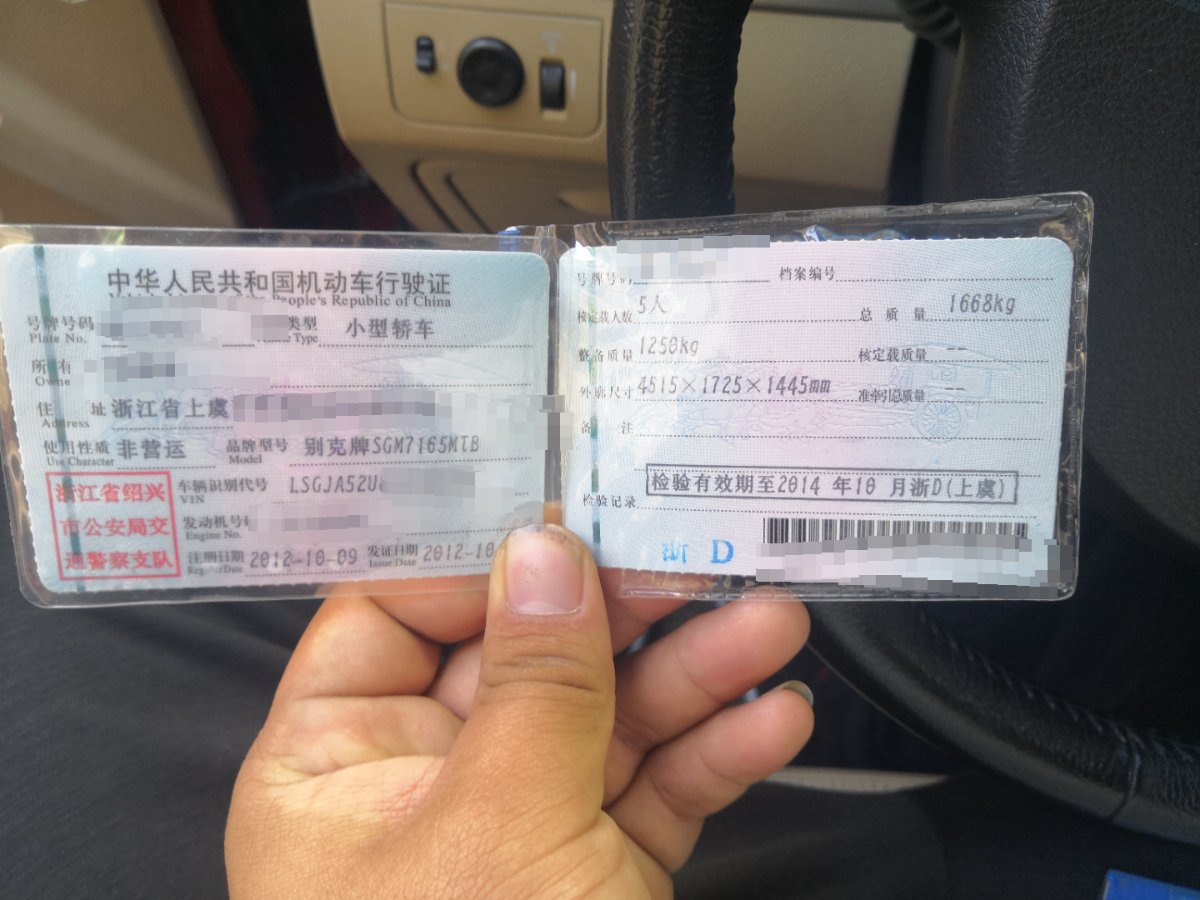 中华人民共和国机动车行驶证
People's Republic of China
号牌号码 类型 小型轿车
Plate No. Type
所有
Owne
住 址 浙江省上虞
Address
使用性质 非营运 品牌型号 别克牌SGM7165MTB
Use Character Model
浙江省绍兴
市公安局交
通警察支队
车辆识别代号 LSGJA52U
VIN
发动机号码
Engine No.
注册日期 2012-10-09 发证日期 2012-10
Register Date Issue Date
号牌号码 档案编号
核定载人数 5人 总质量 1668kg
整备质量 1250kg 核定载质量 --
外廓尺寸 4515×1725×1445mm 准牵引总质量 --
备 注
检验记录 检验有效期至2014 年10 月浙D(上虞)
浙 D